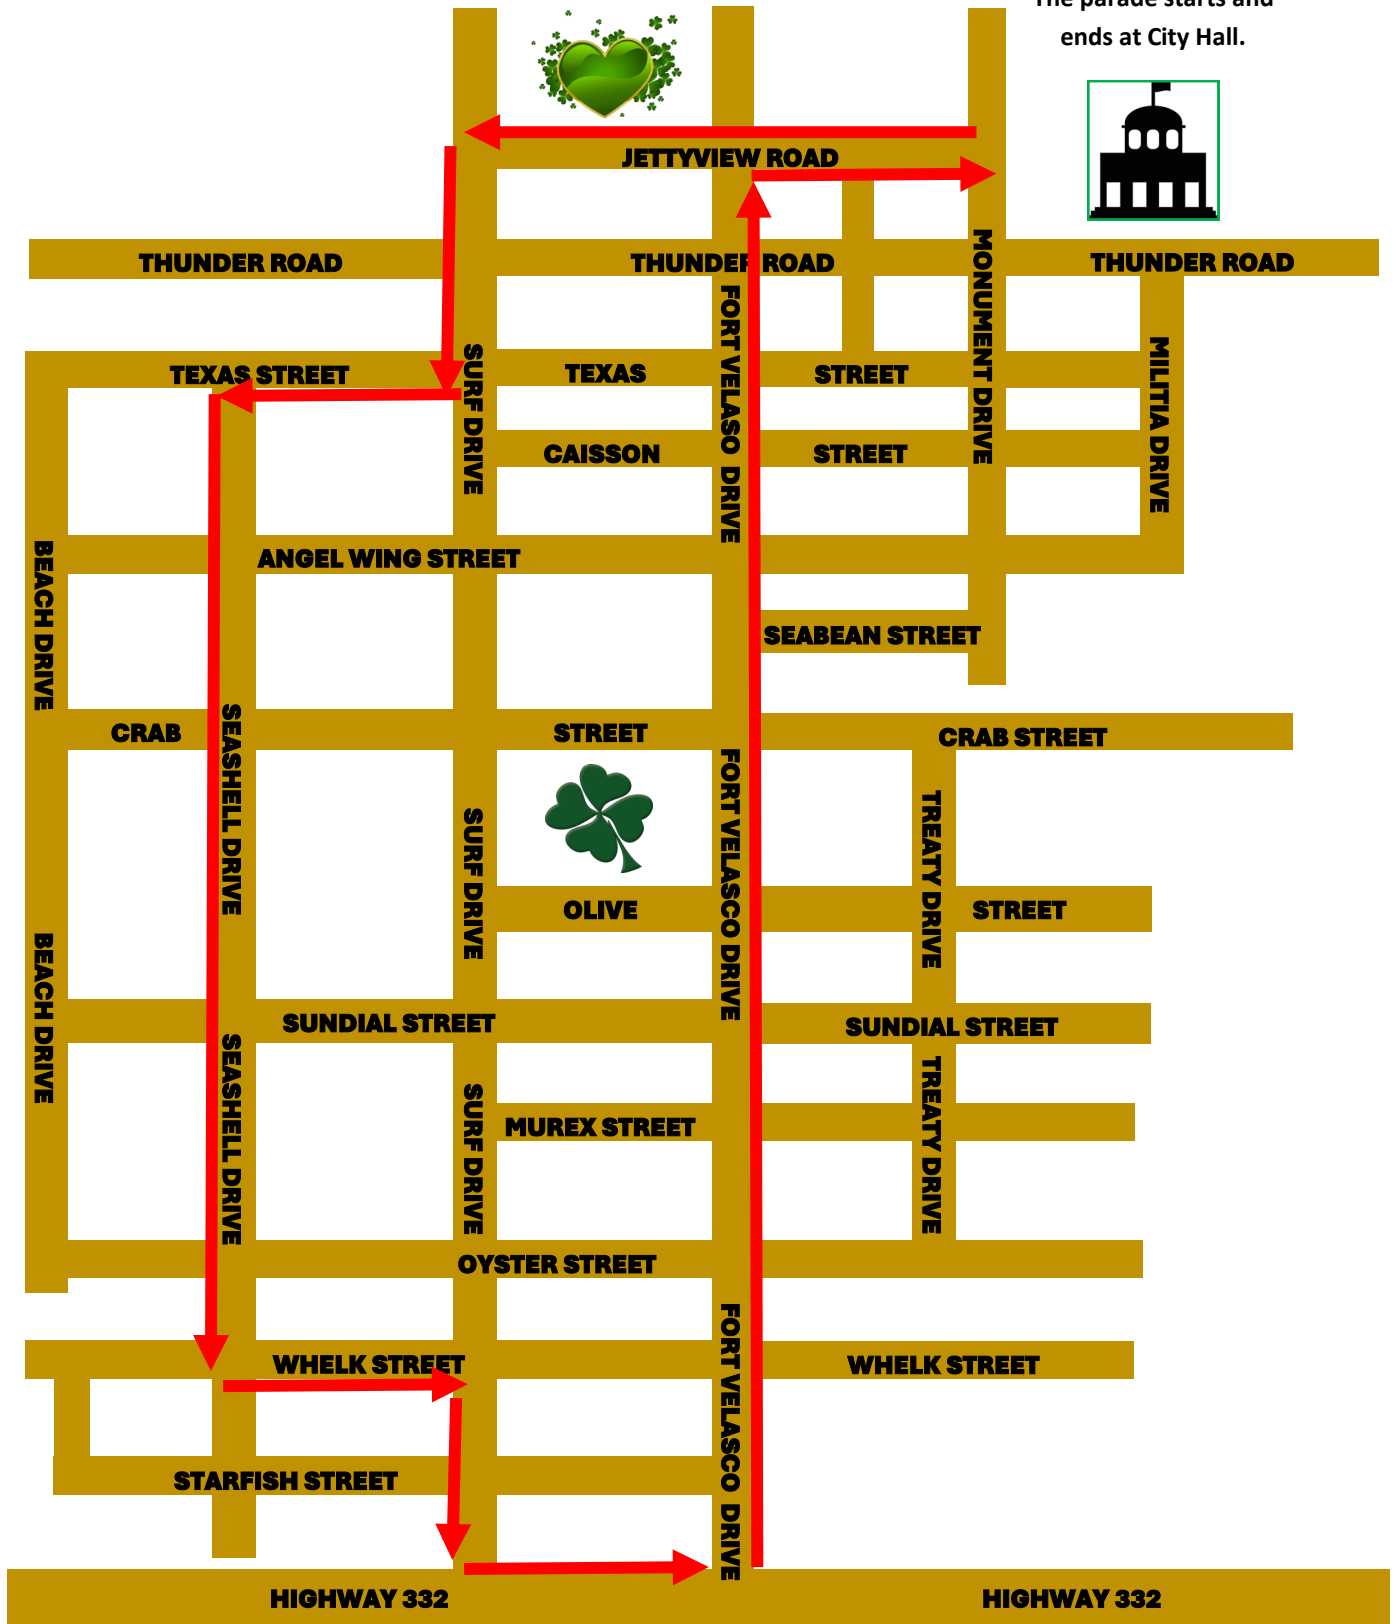 The parade starts and
ends at City Hall.
JETTYVIEW ROAD
THUNDER ROAD
THUNDER ROAD
THUNDER ROAD
MONUMENT DRIVE
FORT VELASO DRIVE
MILITIA DRIVE
SURF DRIVE
TEXAS STREET
TEXAS
STREET
CAISSON
STREET
BEACH DRIVE
ANGEL WING STREET
SEABEAN STREET
CRAB
STREET
CRAB STREET
SEASHELL DRIVE
FORT VELASCO DRIVE
TREATY DRIVE
SURF DRIVE
OLIVE
STREET
BEACH DRIVE
SUNDIAL STREET
SUNDIAL STREET
SEASHELL DRIVE
TREATY DRIVE
SURF DRIVE
MUREX STREET
OYSTER STREET
FORT VELASCO DRIVE
WHELK STREET
WHELK STREET
STARFISH STREET
HIGHWAY 332
HIGHWAY 332